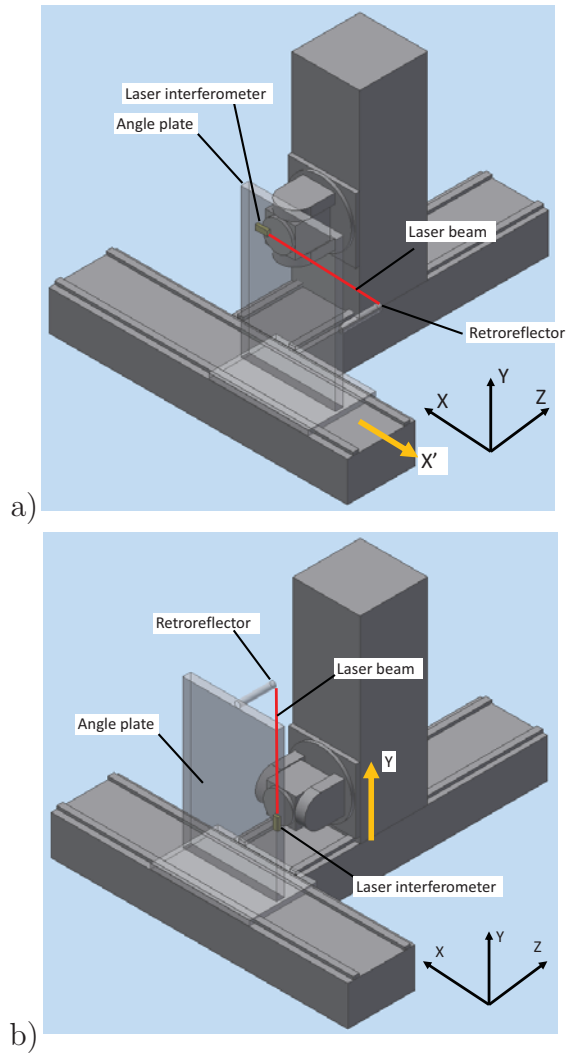 Laser interferometer
Angle plate
Laser beam
Retroreflector
Y
X
Z
X'
a)
Retroreflector
Laser beam
Angle plate
Y
Laser interferometer
Y
X
Z
b)